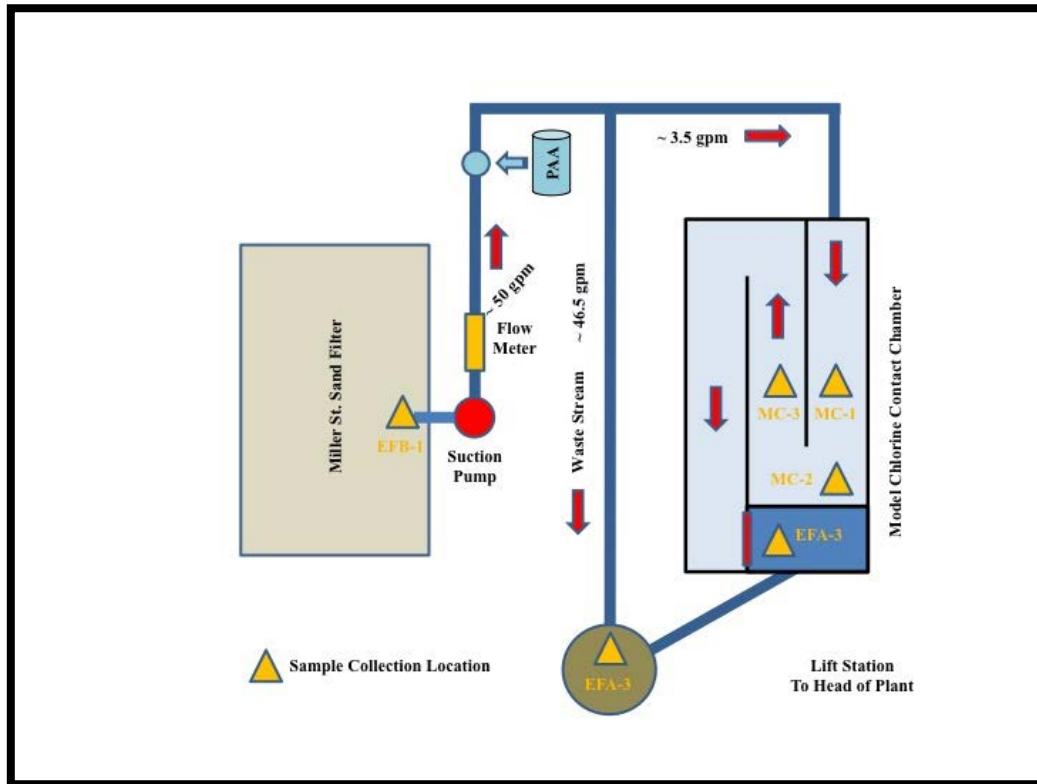 ~ 3.5 gpm
PAA
~ 50 gpm
Flow
Meter
Miller St. Sand Filter
EFB-1
Suction
Pump
Waste Stream ~ 46.5 gpm
MC-3
MC-1
MC-2
EFA-3
Model Chlorine Contact Chamber
EFA-3
Sample Collection Location
Lift Station
To Head of Plant